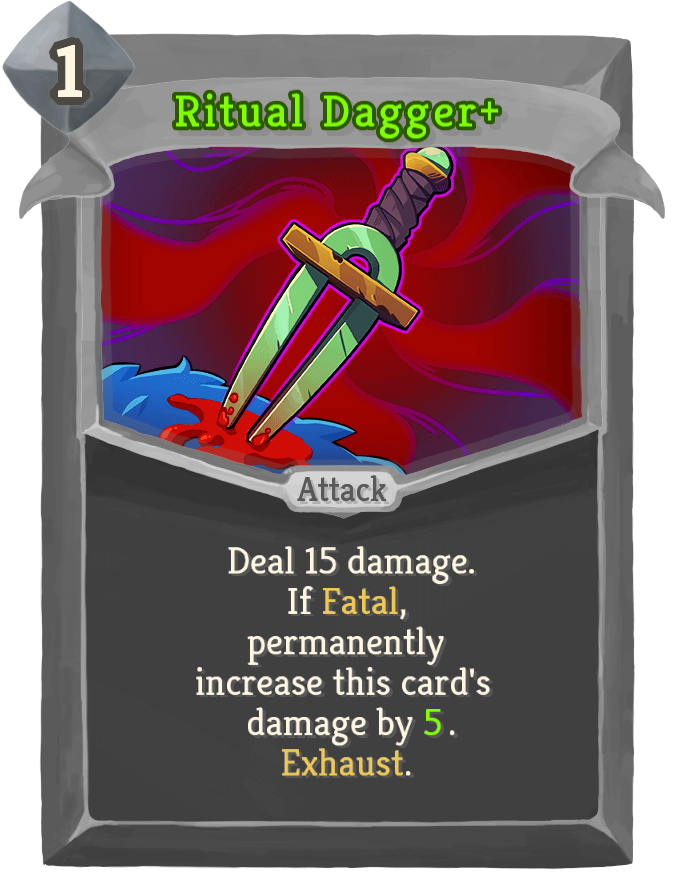 1
Ritual Dagger+
Attack
Deal 15 damage.
If Fatal,
permanently
increase this card's
damage by 5.
Exhaust.